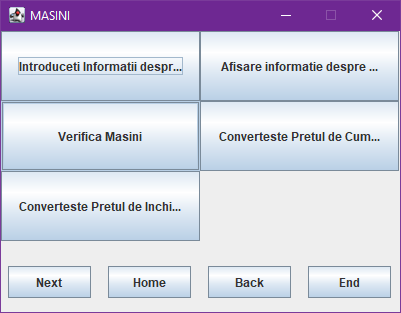 MASINI
Introduceti Informatii despr...
Afisare informatie despre ...
Verifica Masini
Converteste Pretul de Cum...
Converteste Pretul de Inchi...
Next
Home
Back
End